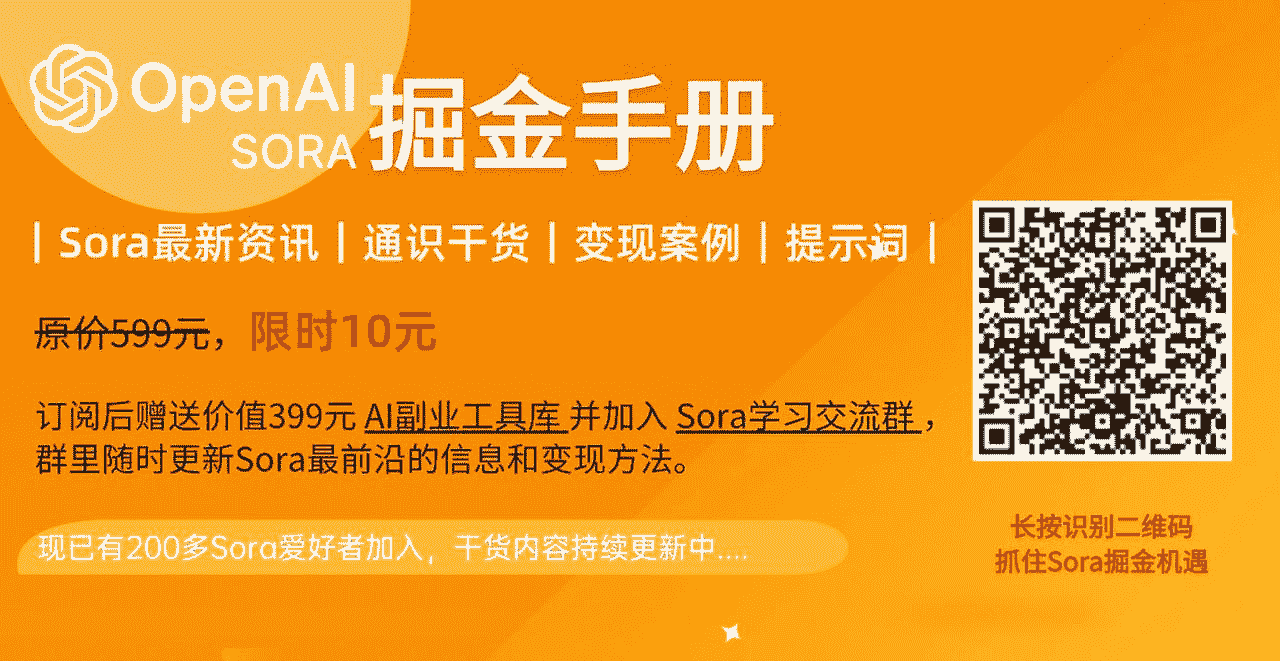 OpenAI
SORA
掘金手册
｜Sora最新资讯｜通识干货｜变现案例｜提示词｜
原价599元，限时10元
订阅后赠送价值399元 AI副业工具库 并加入 Sora学习交流群，
群里随时更新Sora最前沿的信息和变现方法。
现已有200多Sora爱好者加入，干货内容持续更新中....
长按识别二维码
抓住Sora掘金机遇